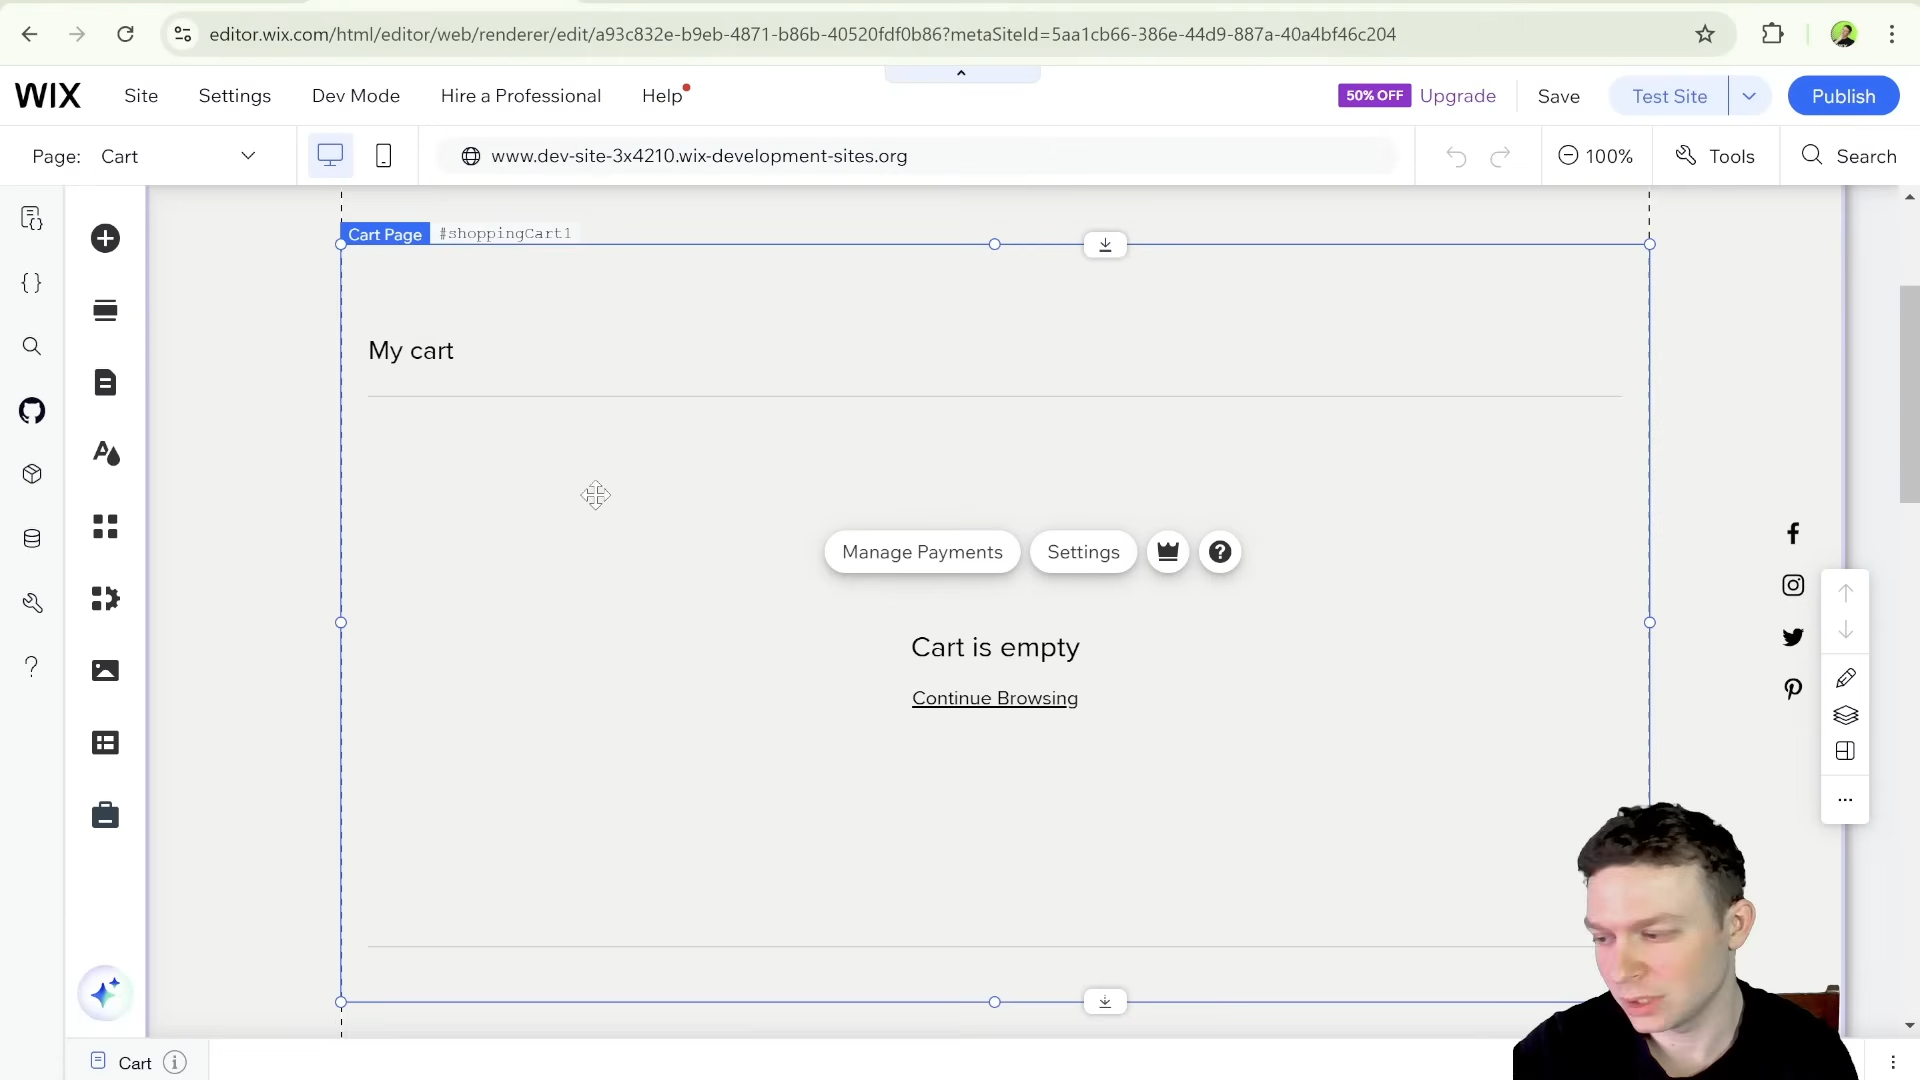 editor.wix.com/html/editor/web/renderer/edit/a93c832e-b9eb-4871-b86b-40520fdf0b86?metaSiteId=5aa1cb66-386e-44d9-887a-40a4bf46c204
WIX Site Settings Dev Mode Hire a Professional Help 50% OFF Upgrade Save Test Site Publish
Page: Cart www.dev-site-3x4210.wix-development-sites.org 100% Tools Search
Cart Page #shoppingCart1
My cart
Manage Payments Settings
Cart is empty
Continue Browsing
Cart